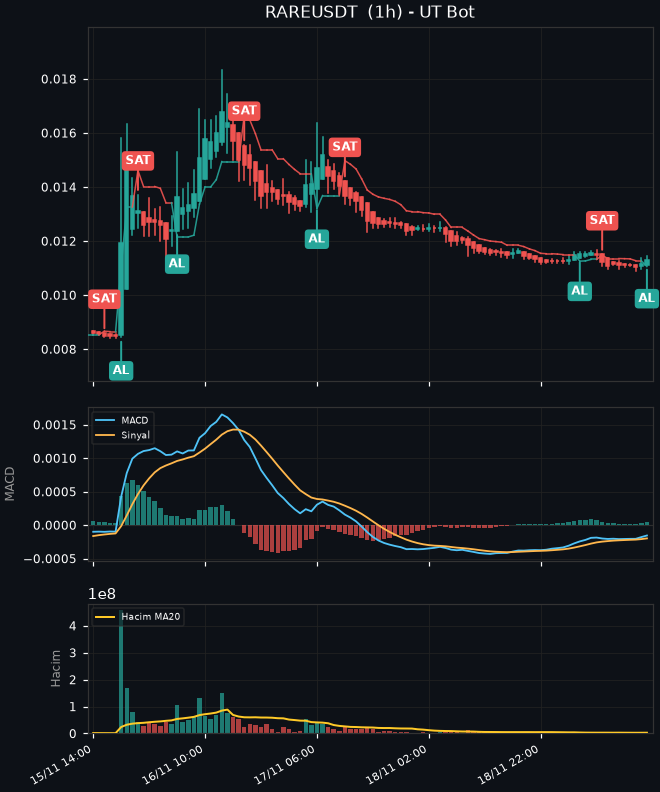 RAREUSDT  (1h) - UT Bot
0.018
0.016
0.014
0.012
0.010
0.008
SAT
SAT
SAT
SAT
SAT
AL
AL
AL
AL
AL
MACD
0.0015
0.0010
0.0005
0.0000
−0.0005
MACD
Sinyal
1e8
Hacim
4
3
2
1
0
Hacim MA20
15/11 14:00
16/11 10:00
17/11 06:00
18/11 02:00
18/11 22:00